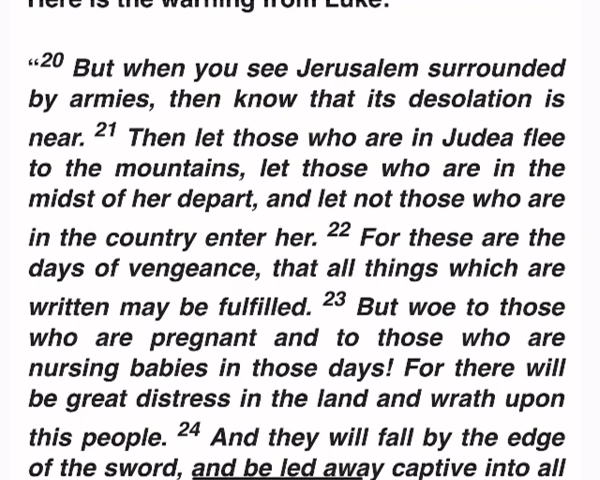 Here is the warning from Luke:
“20 But when you see Jerusalem surrounded
by armies, then know that its desolation is
near. 21 Then let those who are in Judea flee
to the mountains, let those who are in the
midst of her depart, and let not those who are
in the country enter her. 22 For these are the
days of vengeance, that all things which are
written may be fulfilled. 23 But woe to those
who are pregnant and to those who are
nursing babies in those days! For there will
be great distress in the land and wrath upon
this people. 24 And they will fall by the edge
of the sword, and be led away captive into all